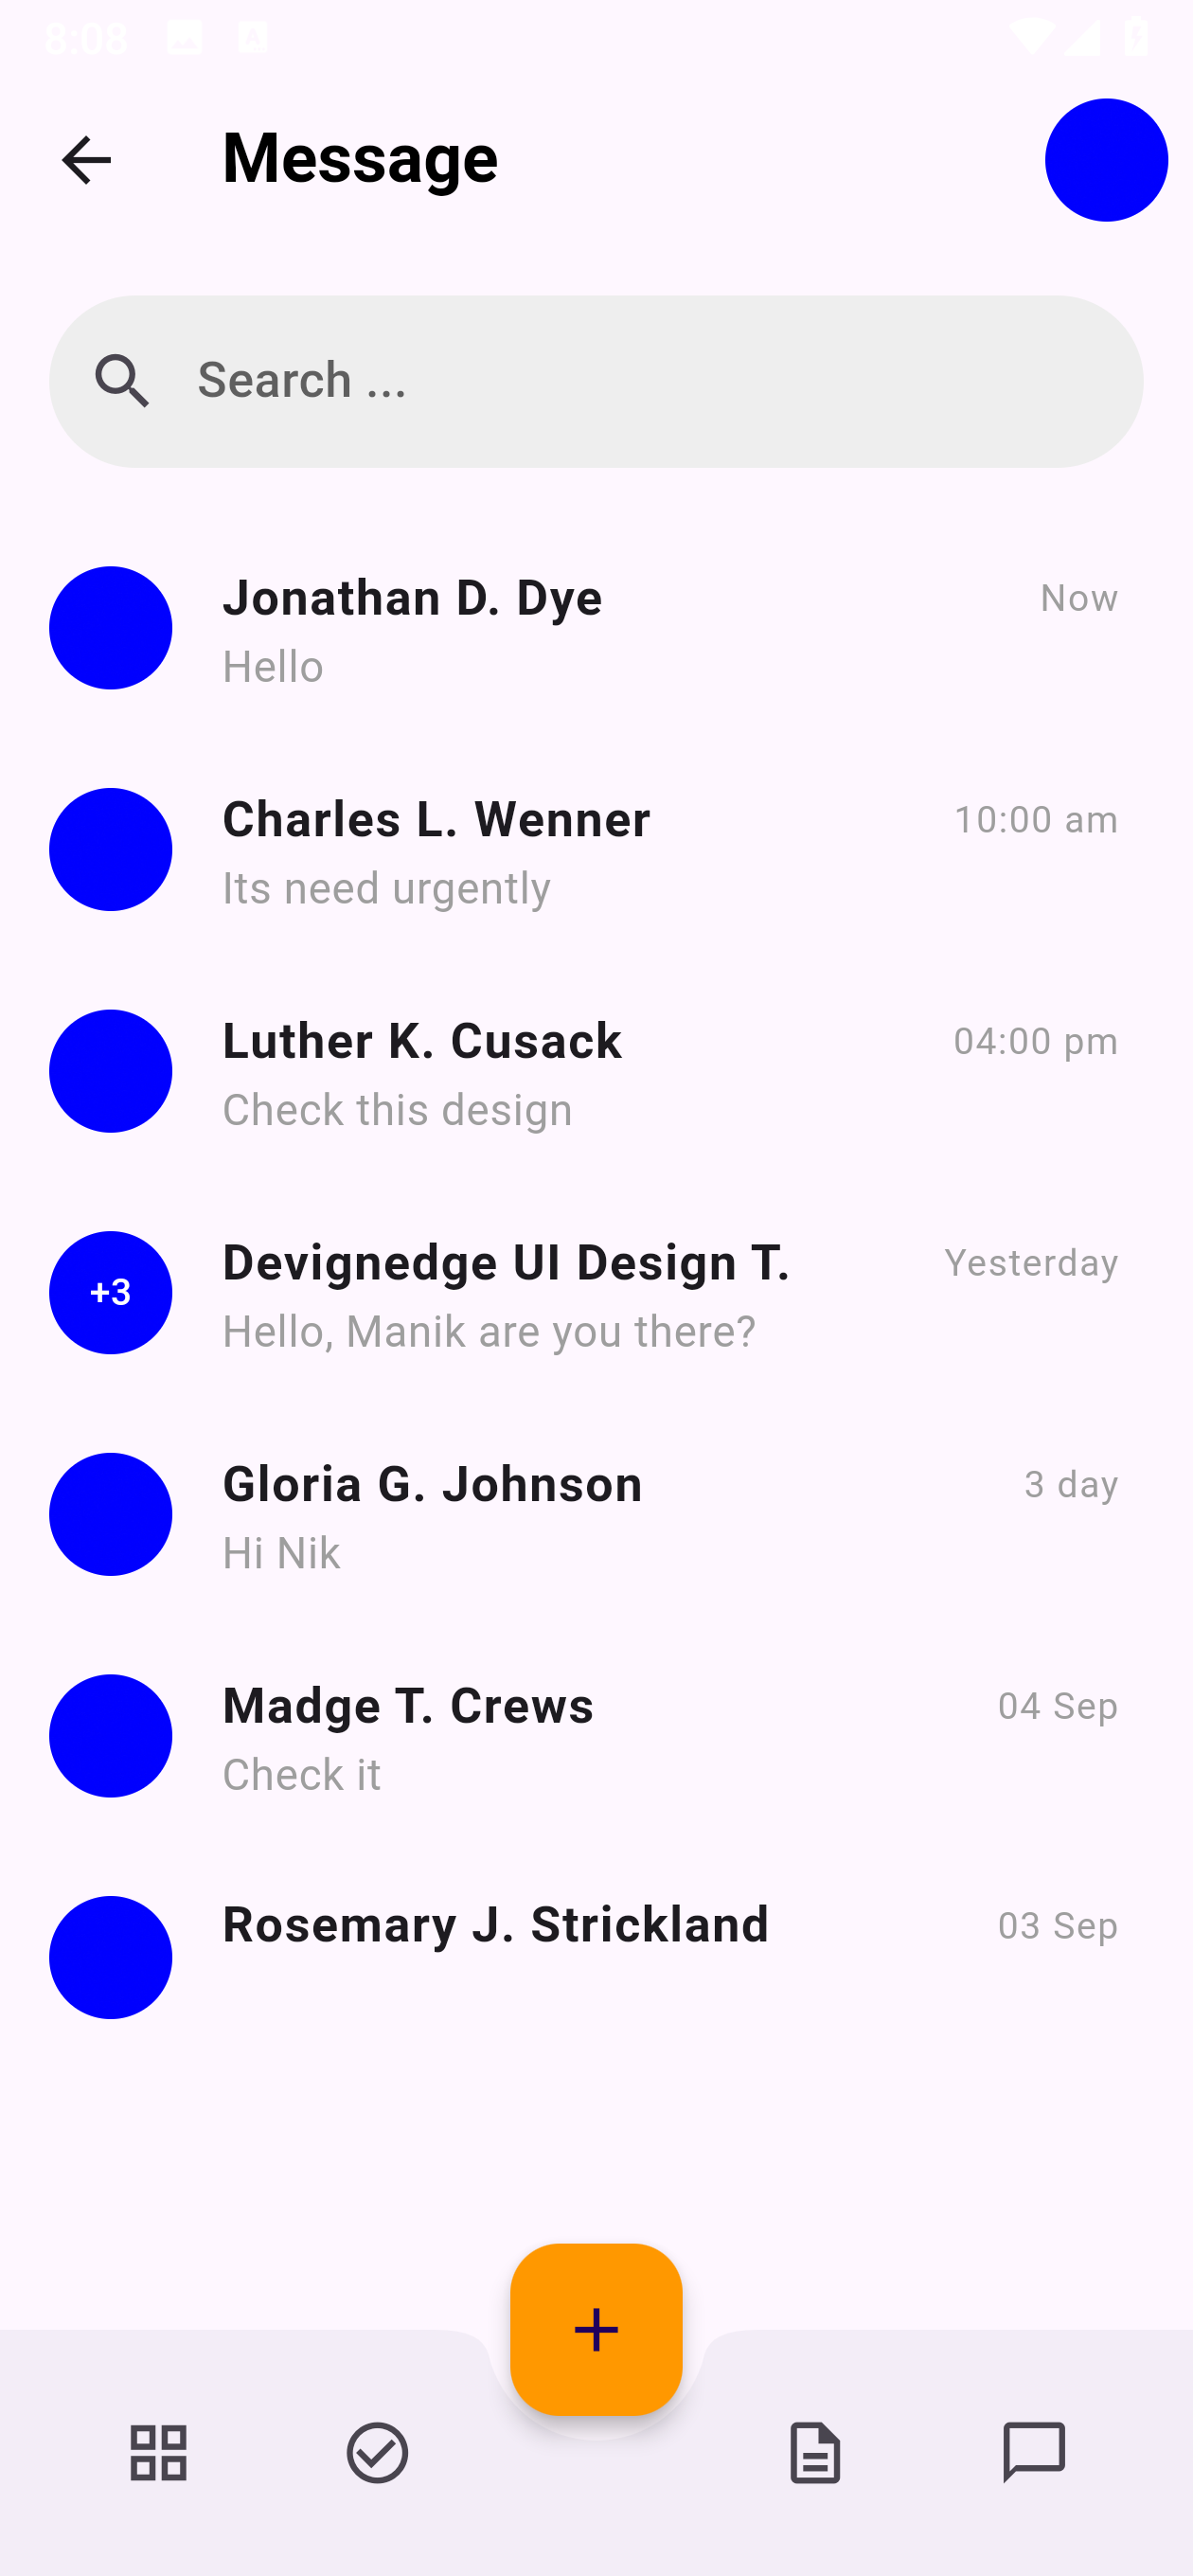 8:08
Message
Search ...
Jonathan D. Dye
Now
Hello
Charles L. Wenner
10:00 am
Its need urgently
Luther K. Cusack
04:00 pm
Check this design
+3
Devignedge UI Design T.
Yesterday
Hello, Manik are you there?
Gloria G. Johnson
3 day
Hi Nik
Madge T. Crews
04 Sep
Check it
Rosemary J. Strickland
03 Sep